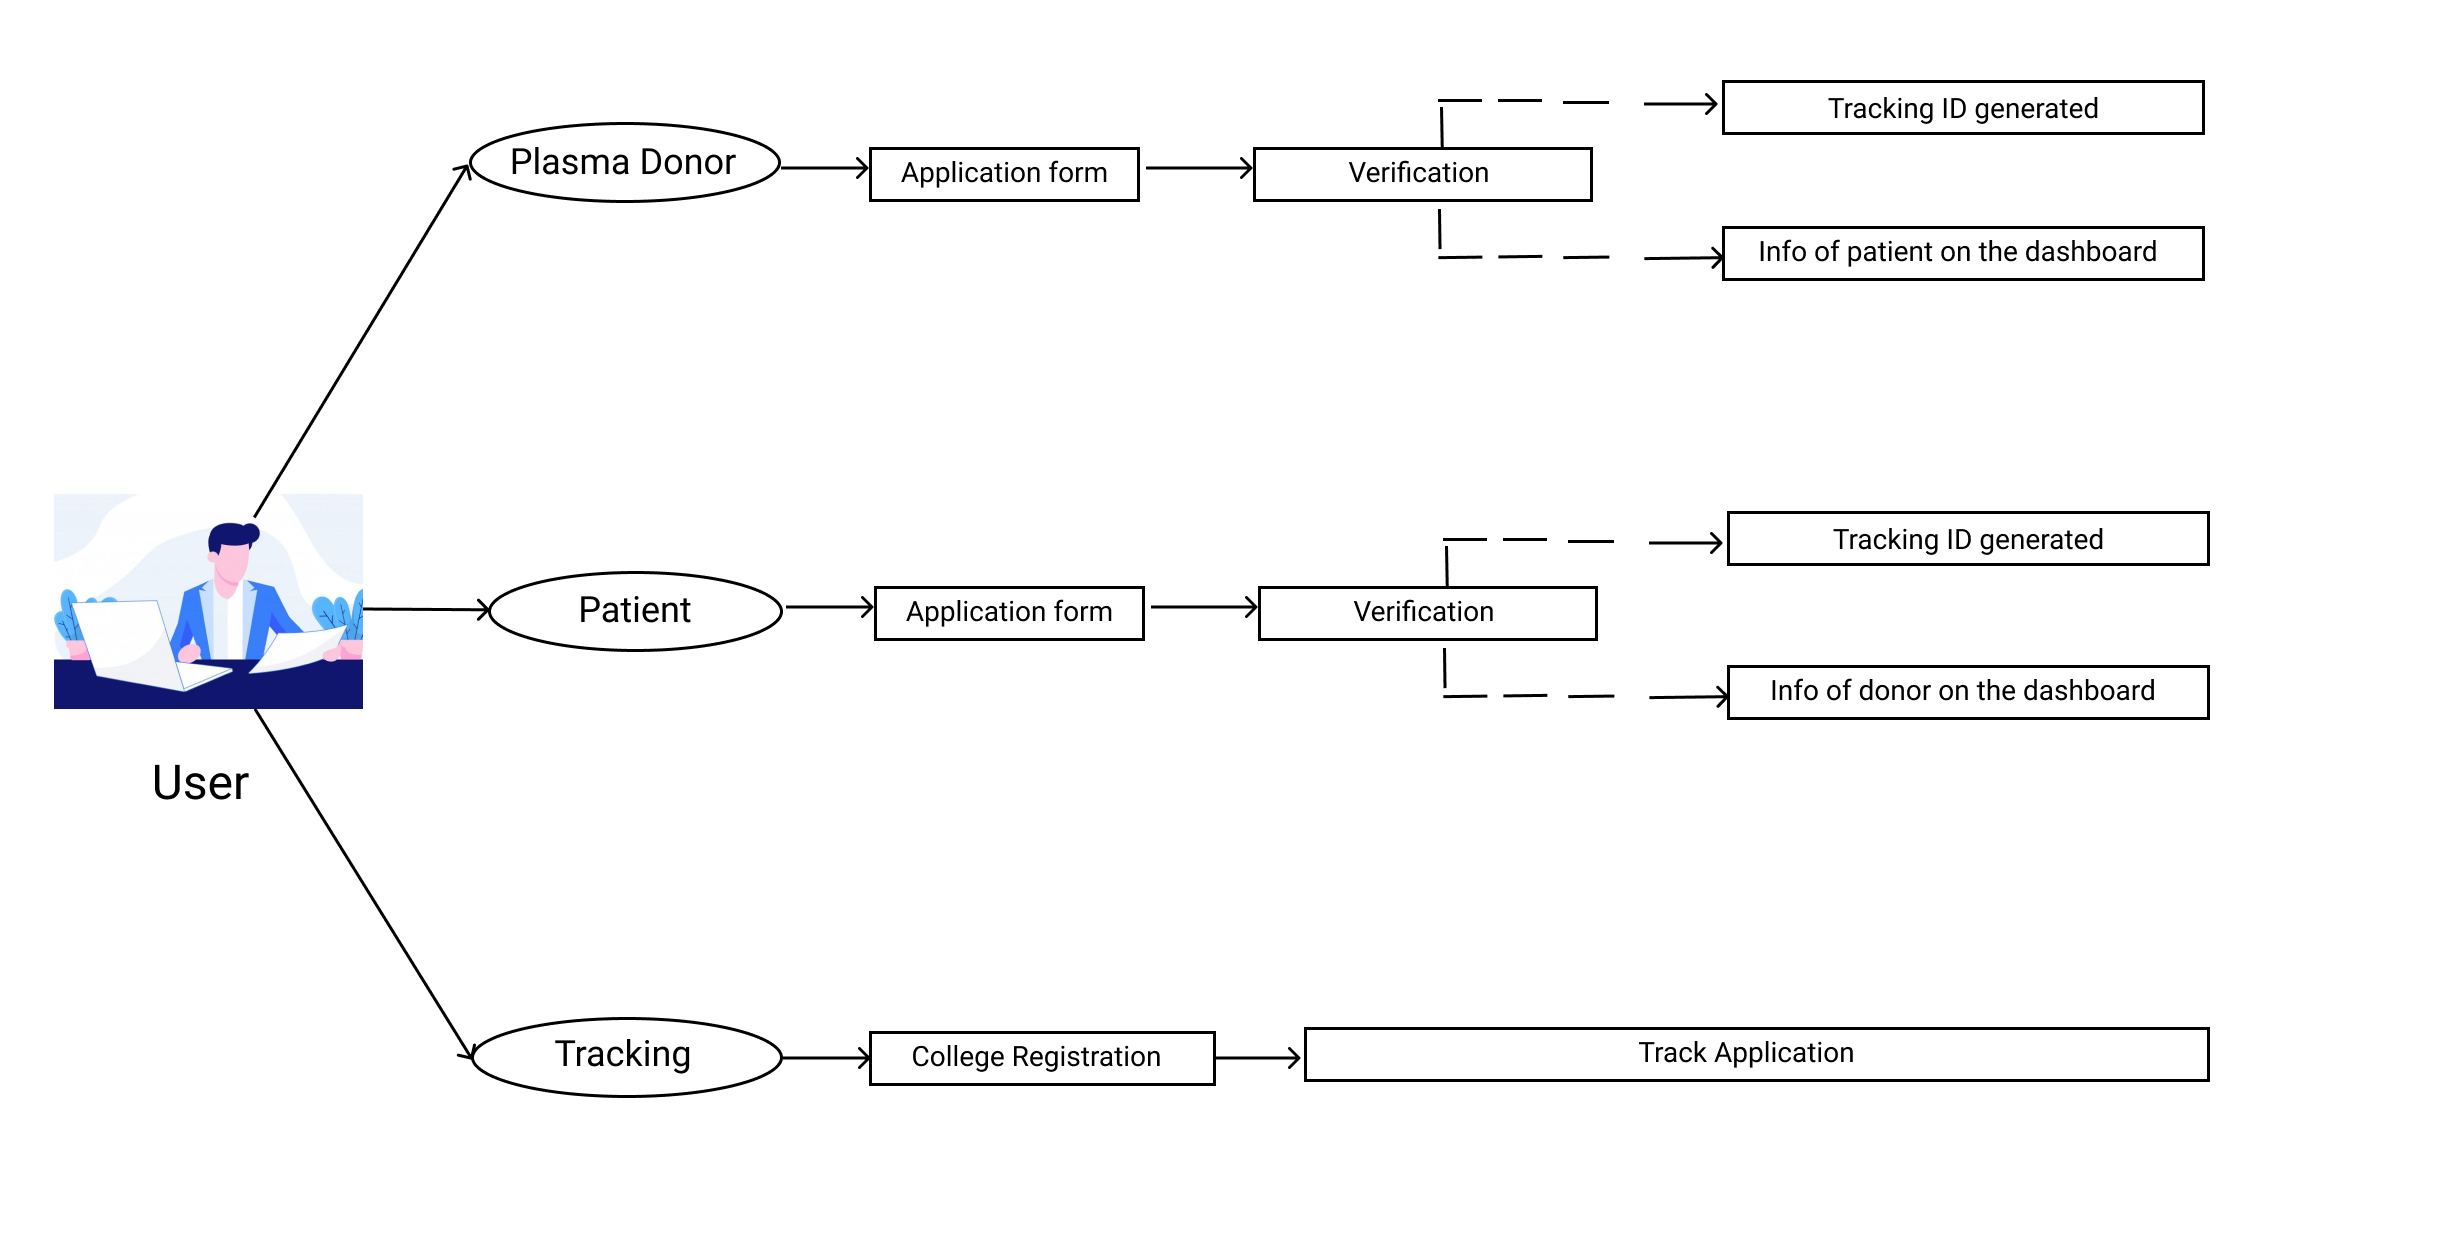 Tracking ID generated
Plasma Donor
Application form
Verification
Info of patient on the dashboard
Tracking ID generated
Patient
Application form
Verification
Info of donor on the dashboard
User
Tracking
College Registration
Track Application